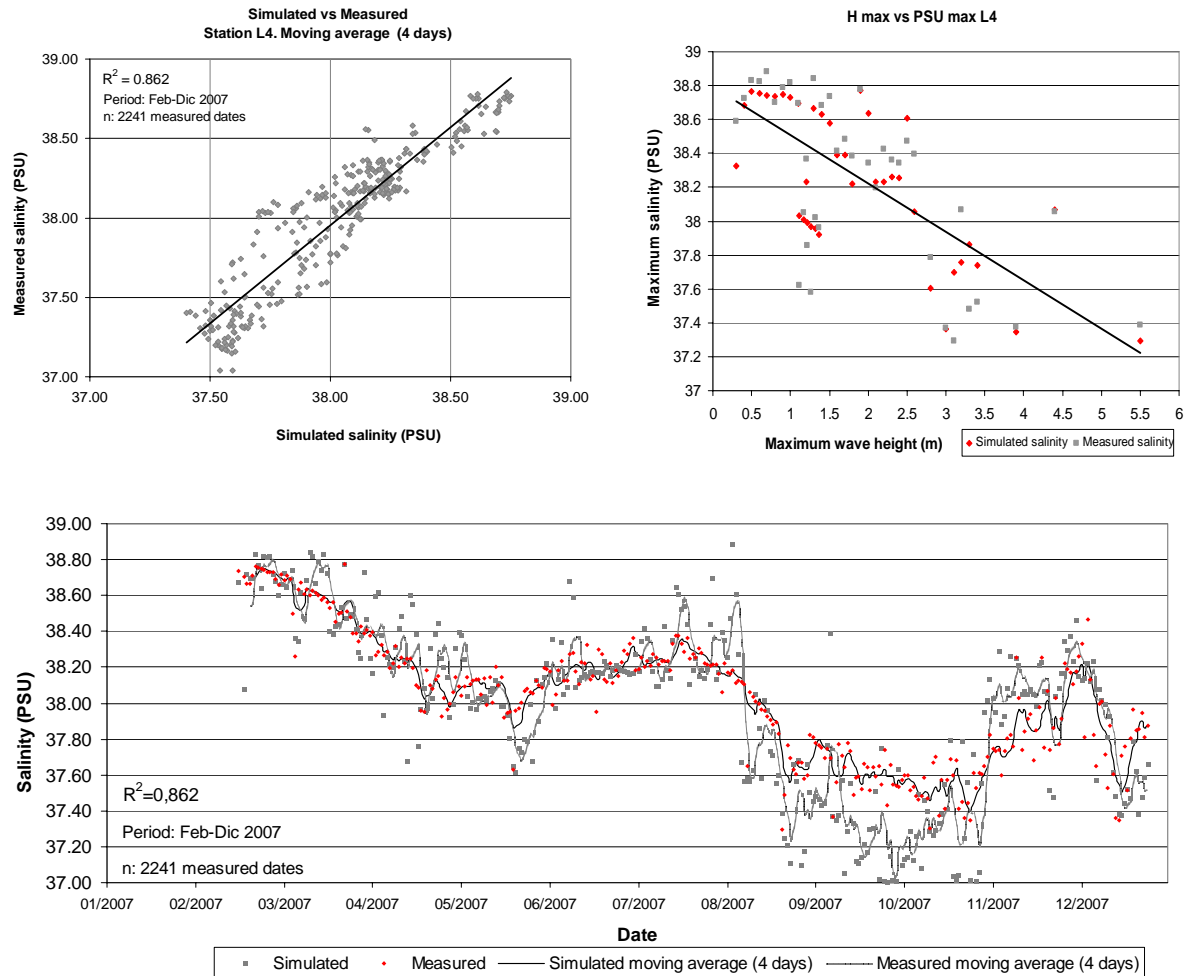 Simulated vs Measured
Station L4. Moving average (4 days)
39.00
38.50
38.00
37.50
37.00
R2 = 0.862
Period: Feb-Dic 2007
n: 2241 measured dates
Measured salinity (PSU)
37.00 37.50 38.00 38.50 39.00
Simulated salinity (PSU)
H max vs PSU max L4
39
38.8
38.6
38.4
38.2
38
37.8
37.6
37.4
37.2
37
Maximum salinity (PSU)
0 0.5 1 1.5 2 2.5 3 3.5 4 4.5 5 5.5 6
Maximum wave height (m)
Simulated salinity Measured salinity
39.00
38.80
38.60
38.40
38.20
38.00
37.80
37.60
37.40
37.20
37.00
Salinity (PSU)
R2=0,862
Period: Feb-Dic 2007
n: 2241 measured dates
01/2007 02/2007 03/2007 04/2007 05/2007 06/2007 07/2007 08/2007 09/2007 10/2007 11/2007 12/2007
Date
Simulated Measured Simulated moving average (4 days) Measured moving average (4 days)